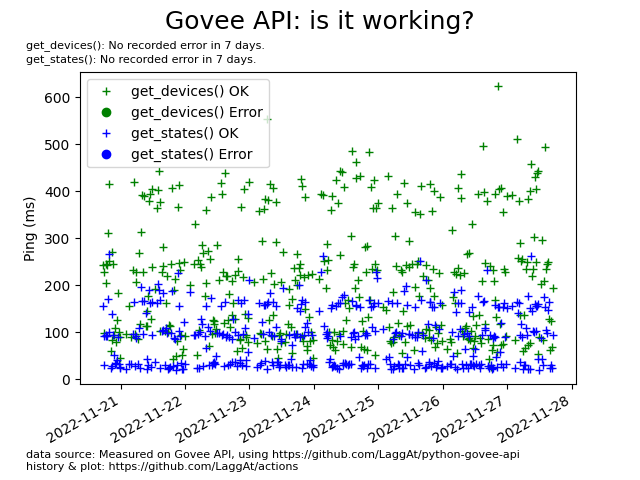 Govee API: is it working?
get_devices(): No recorded error in 7 days.
get_states(): No recorded error in 7 days.
get_devices() OK
get_devices() Error
get_states() OK
get_states() Error
Ping (ms)
600
500
400
300
200
100
0
2022-11-21
2022-11-22
2022-11-23
2022-11-24
2022-11-25
2022-11-26
2022-11-27
2022-11-28
data source: Measured on Govee API, using https://github.com/LaggAt/python-govee-api
history & plot: https://github.com/LaggAt/actions